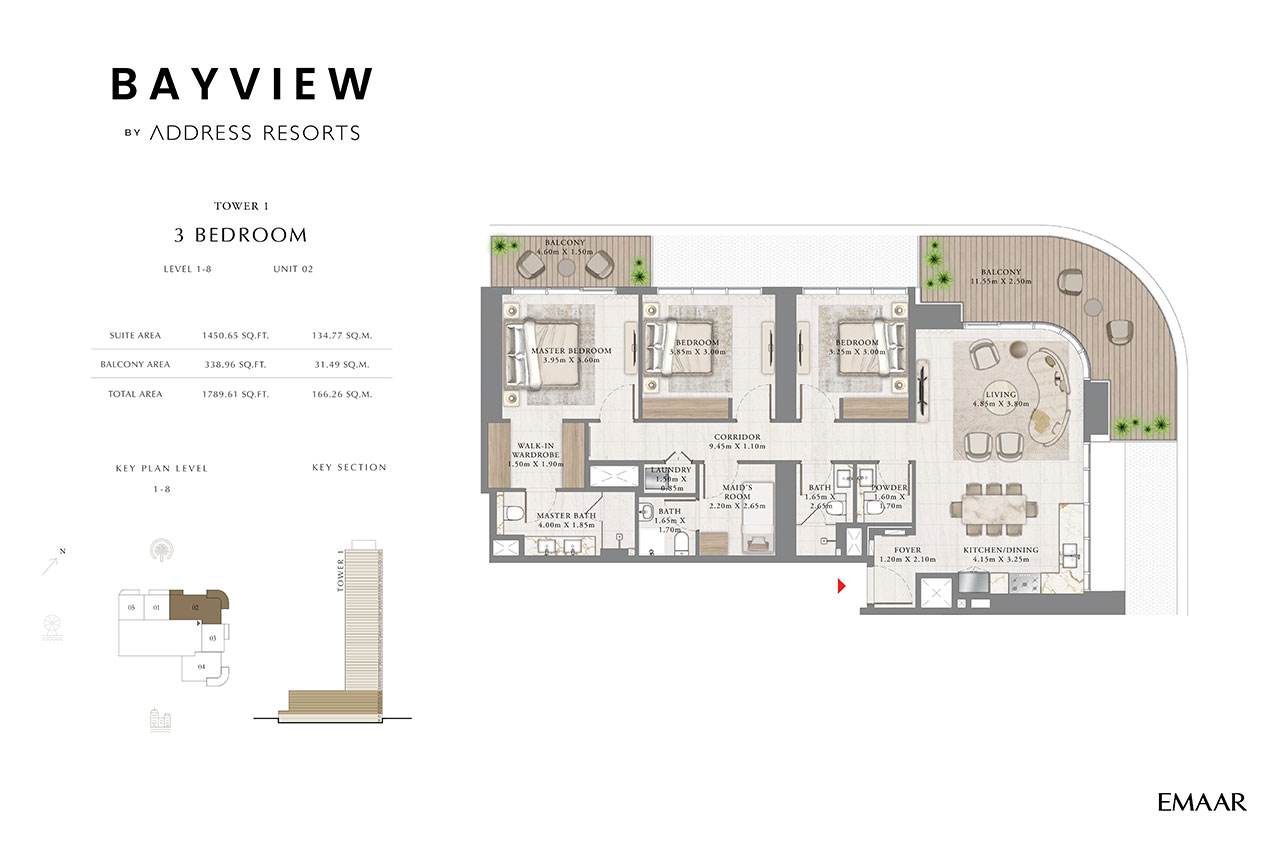 BAYVIEW
BY ADDRESS RESORTS
TOWER 1
3 BEDROOM
LEVEL 1-8 UNIT 02
SUITE AREA 1450.65 SQ.FT. 134.77 SQ.M.
BALCONY AREA 338.96 SQ.FT. 31.49 SQ.M.
TOTAL AREA 1789.61 SQ.FT. 166.26 SQ.M.
KEY PLAN LEVEL
1-8
KEY SECTION
N
05
01
02
03
04
TOWER 1
BALCONY
4.60m X 1.50m
BALCONY
11.55m X 2.50m
MASTER BEDROOM
3.95m X 3.60m
BEDROOM
3.85m X 3.00m
BEDROOM
3.25m X 3.00m
LIVING
4.85m X 3.80m
CORRIDOR
9.45m X 1.10m
WALK-IN
WARDROBE
1.50m X 1.90m
LAUNDRY
1.50m X
0.85m
MAID'S
ROOM
2.20m X 2.65m
BATH
1.65m X
2.65m
POWDER
1.60m X
1.70m
MASTER BATH
4.00m X 1.85m
BATH
1.65m X
1.70m
FOYER
1.20m X 2.10m
KITCHEN/DINING
4.15m X 3.25m
EMAAR